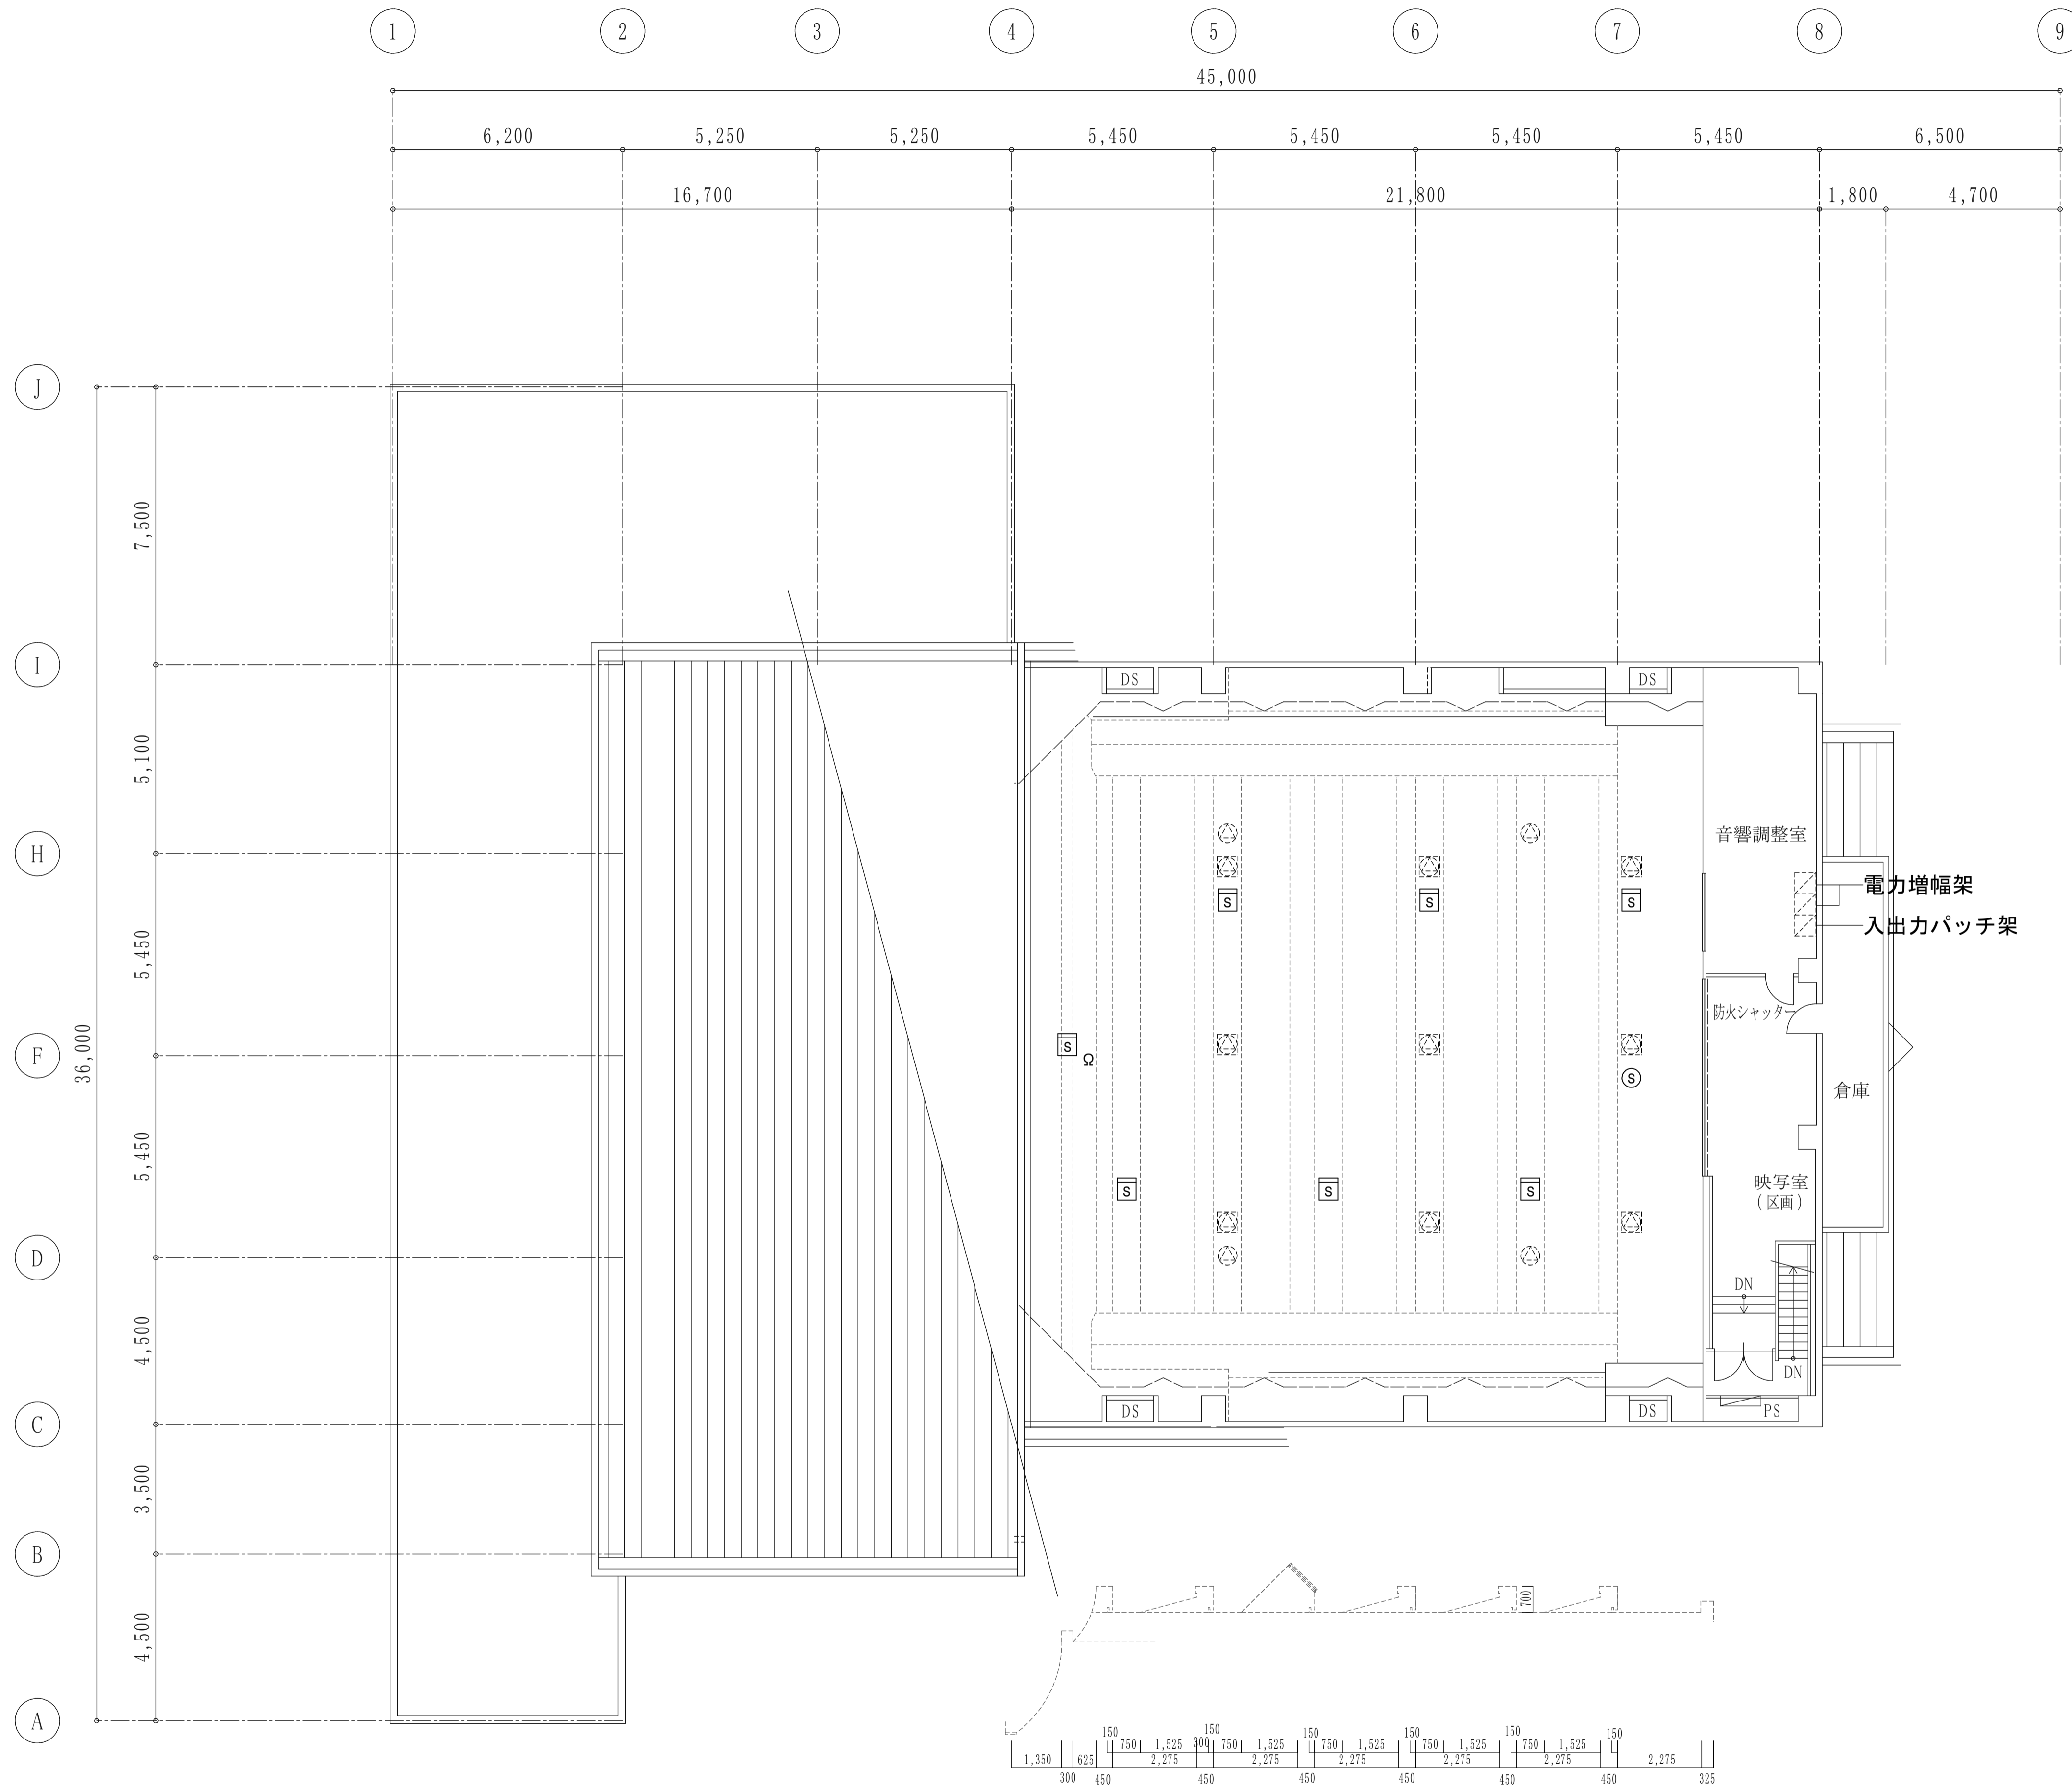 1 2 3 4 5 6 7 8 9
45,000
6,200 5,250 5,250 5,450 5,450 5,450 5,450 6,500
16,700 21,800 1,800 4,700
J
7,500
I
DS DS
5,100
音響調整室
H
電力増幅架
S S S
入出力パッチ架
5,450
防火シャッター
36,000
F
S Ω
S
倉庫
5,450
映写室
(区画)
S S S
D
DN
4,500
DN
DS DS PS
C
3,500
B
700
4,500
A
150 150 150 150 150 150
750 1,525 300 750 1,525 750 1,525 750 1,525 750 1,525
1,350 625 2,275 2,275 2,275 2,275 2,275 2,275
300 450 450 450 450 450 450 325